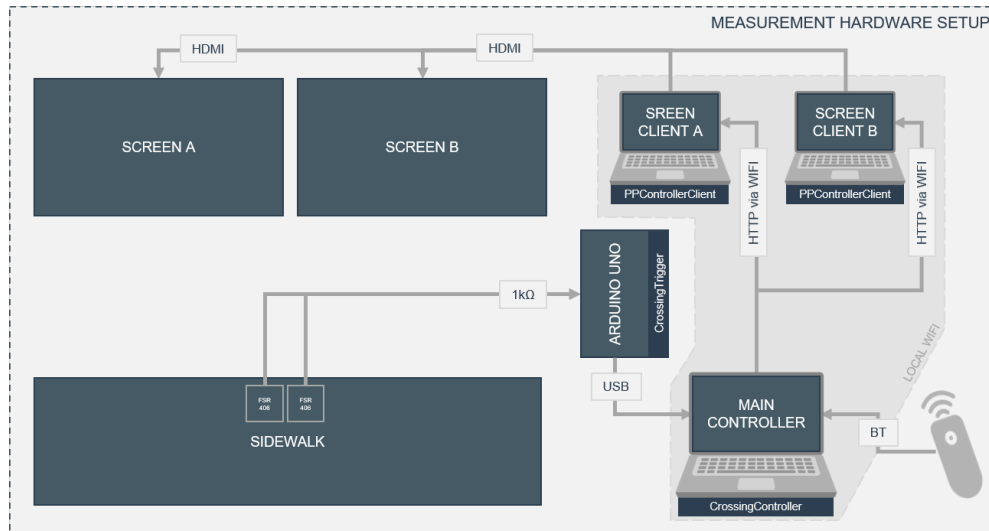 MEASUREMENT HARDWARE SETUP
HDMI
HDMI
SCREEN A
SCREEN B
SREEN
CLIENT A
SCREEN
CLIENT B
PPControllerClient
PPControllerClient
HTTP via WIFI
HTTP via WIFI
ARDUINO UNO
CrossingTrigger
1kΩ
USB
LOCAL WIFI
FSR
406
FSR
406
SIDEWALK
MAIN
CONTROLLER
BT
CrossingController